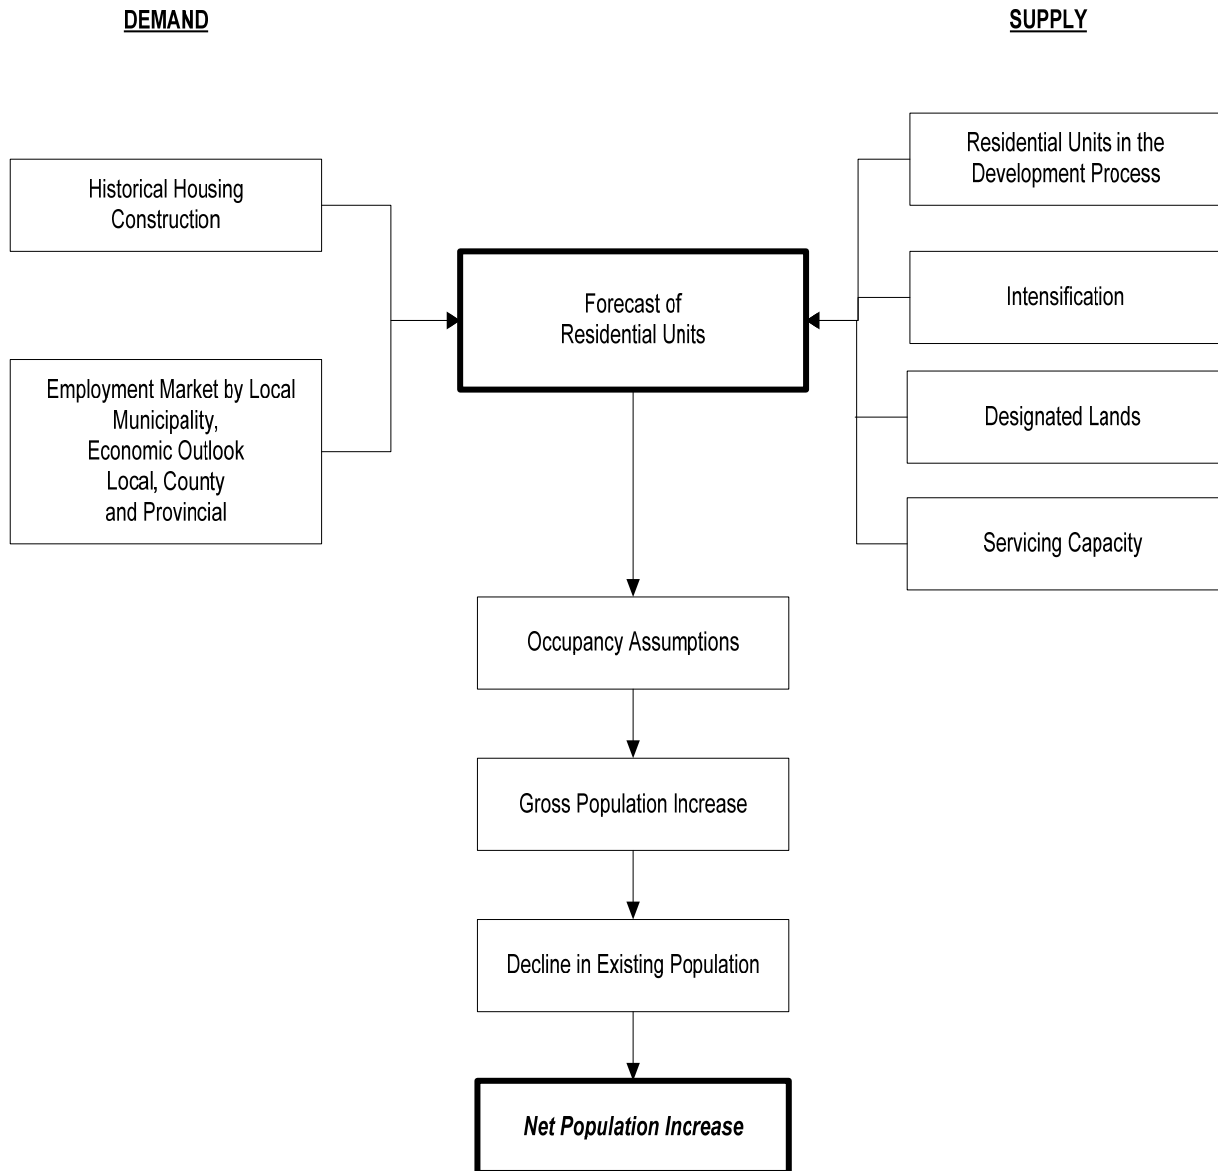 DEMAND
SUPPLY
Historical Housing
Construction
Employment Market by Local
Municipality,
Economic Outlook
Local, County
and Provincial
Forecast of
Residential Units
Residential Units in the
Development Process
Intensification
Designated Lands
Servicing Capacity
Occupancy Assumptions
Gross Population Increase
Decline in Existing Population
Net Population Increase